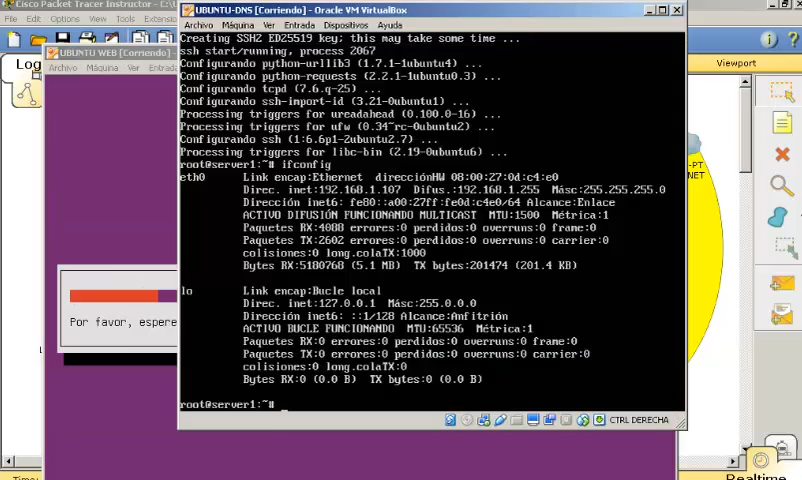 Cisco Packet Tracer Instructor - C:\
File Edit Options View Tools Extensions
UBUNTU WEB [Corriendo]
Archivo Máquina Ver Entrada
Log
Viewport
Por favor, espere
UBUNTU-DNS [Corriendo] - Oracle VM VirtualBox
Archivo Máquina Ver Entrada Dispositivos Ayuda
Creating SSH2 ED25519 key; this may take some time ...
ssh start/running, process 2067
Configurando python-urllib3 (1.7.1-1ubuntu4) ...
Configurando python-requests (2.2.1-1ubuntu0.3) ...
Configurando tcpd (7.6.q-25) ...
Configurando ssh-import-id (3.21-0ubuntu1) ...
Processing triggers for ureadahead (0.100.0-16) ...
Processing triggers for ufw (0.34~rc-0ubuntu2) ...
Configurando ssh (1:6.6p1-2ubuntu2.7) ...
Processing triggers for libc-bin (2.19-0ubuntu6) ...
root@server1:~# ifconfig
eth0 Link encap:Ethernet direcciónHW 08:00:27:0d:c4:e0
Direc. inet:192.168.1.107 Difus.:192.168.1.255 Másc:255.255.255.0
Dirección inet6: fe80::a00:27ff:fe0d:c4e0/64 Alcance:Enlace
ACTIVO DIFUSIÓN FUNCIONANDO MULTICAST MTU:1500 Métrica:1
Paquetes RX:4088 errores:0 perdidos:0 overruns:0 frame:0
Paquetes TX:2602 errores:0 perdidos:0 overruns:0 carrier:0
colisiones:0 long.colaTX:1000
Bytes RX:5180768 (5.1 MB) TX bytes:201474 (201.4 KB)
lo Link encap:Bucle local
Direc. inet:127.0.0.1 Másc:255.0.0.0
Dirección inet6: ::1/128 Alcance:Anfitrión
ACTIVO BUCLE FUNCIONANDO MTU:65536 Métrica:1
Paquetes RX:0 errores:0 perdidos:0 overruns:0 frame:0
Paquetes TX:0 errores:0 perdidos:0 overruns:0 carrier:0
colisiones:0 long.colaTX:0
Bytes RX:0 (0.0 B) TX bytes:0 (0.0 B)
root@server1:~# _
CTRL DERECHA
-PT
NET
Time:
Realtime